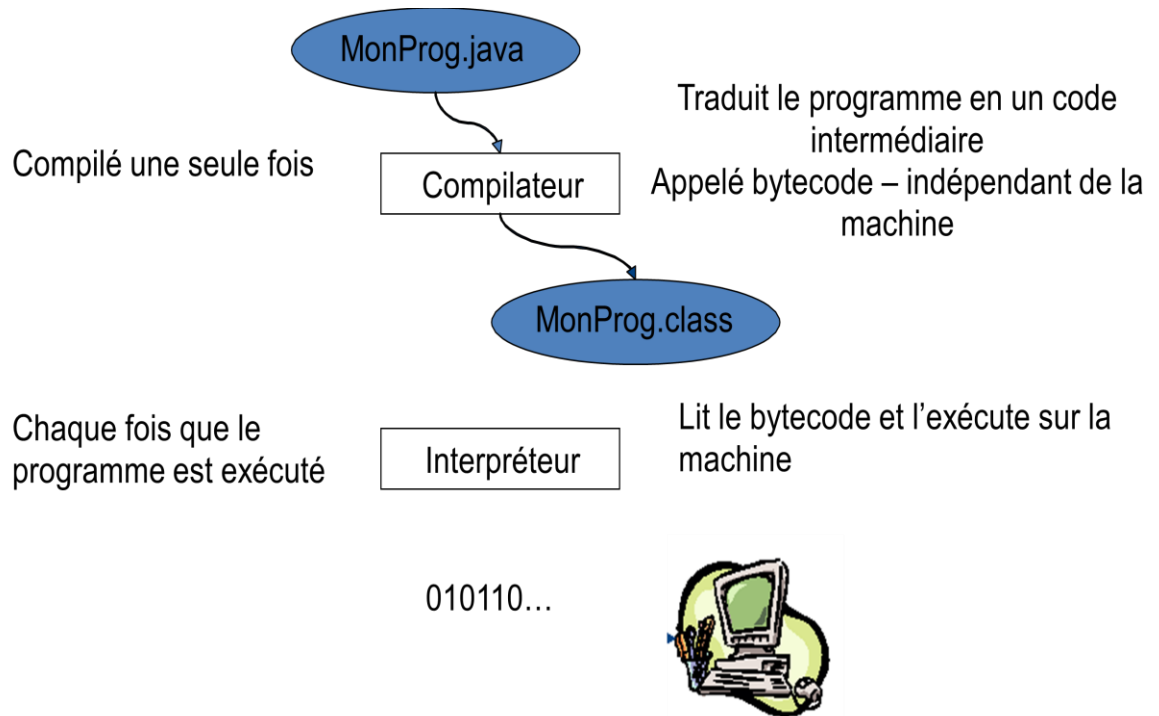 MonProg.java
Compilé une seule fois
Compilateur
Traduit le programme en un code
intermédiaire
Appelé bytecode – indépendant de la
machine
MonProg.class
Chaque fois que le
programme est exécuté
Interpréteur
Lit le bytecode et l’exécute sur la
machine
010110…